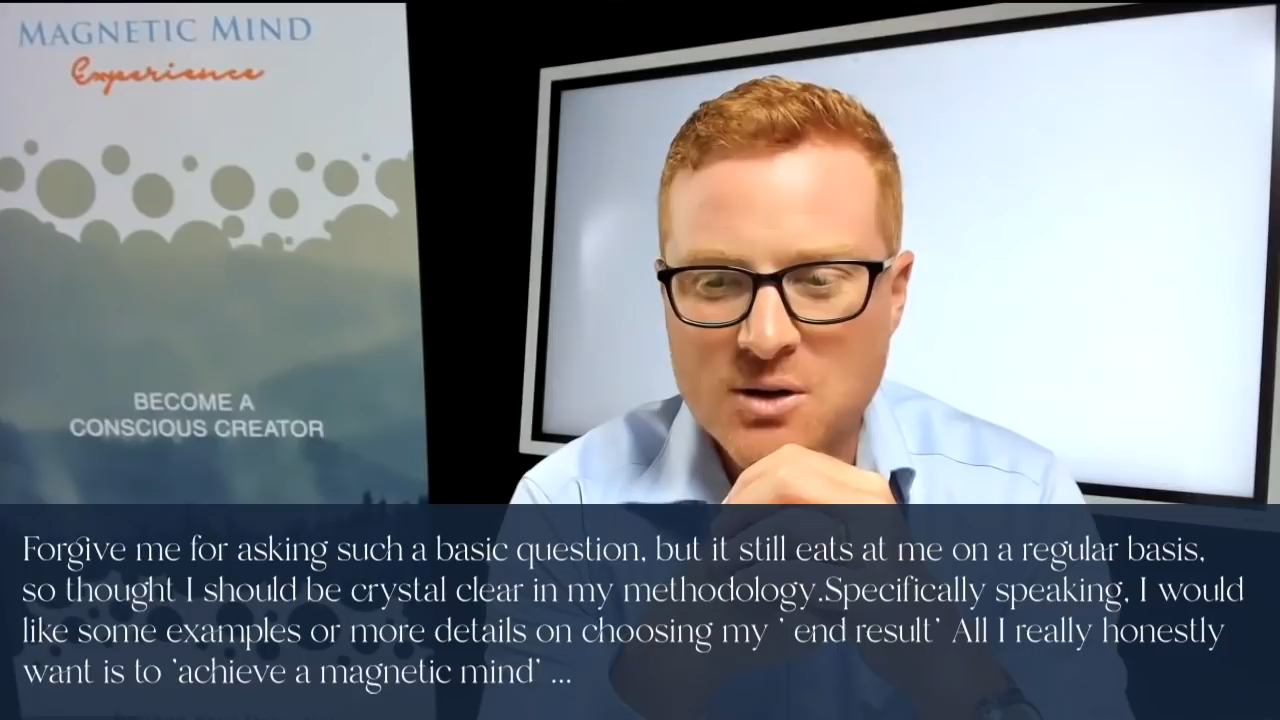 MAGNETIC MIND
Experience
BECOME A
CONSCIOUS CREATOR
Forgive me for asking such a basic question, but it still eats at me on a regular basis,
so thought I should be crystal clear in my methodology.Specifically speaking, I would
like some examples or more details on choosing my ' end result' All I really honestly
want is to 'achieve a magnetic mind' ...